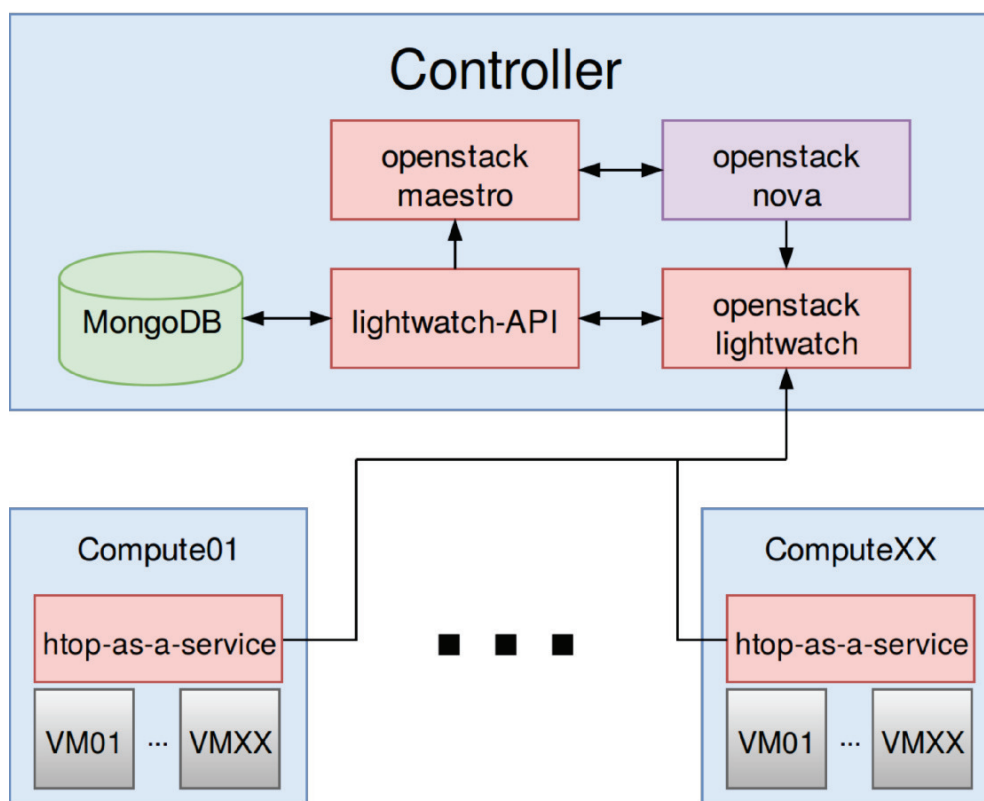 Controller
openstack
maestro
openstack
nova
MongoDB
lightwatch-API
openstack
lightwatch
Compute01
htop-as-a-service
VM01
...
VMXX
ComputeXX
htop-as-a-service
VM01
...
VMXX